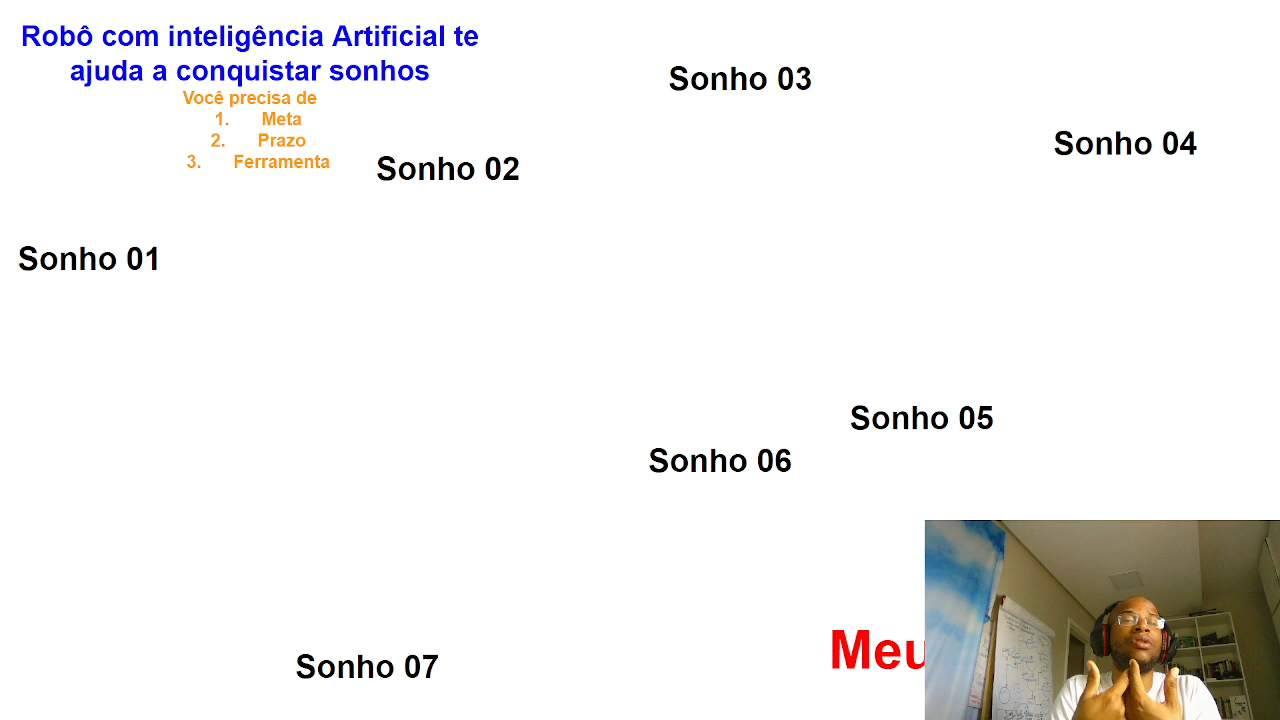 Robô com inteligência Artificial te
ajuda a conquistar sonhos
Você precisa de
1. Meta
2. Prazo
3. Ferramenta
Sonho 01
Sonho 02
Sonho 03
Sonho 04
Sonho 05
Sonho 06
Sonho 07
Meu